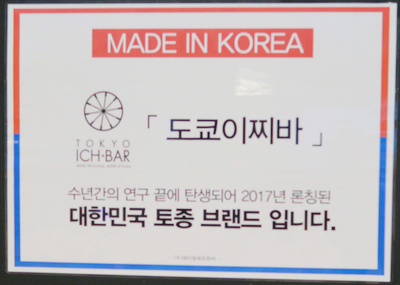 MADE IN KOREA
TOKYO
ICH·BAR
「 도쿄이찌바 」
수년간의 연구 끝에 탄생되어 2017년 론칭된
대한민국 토종 브랜드 입니다.